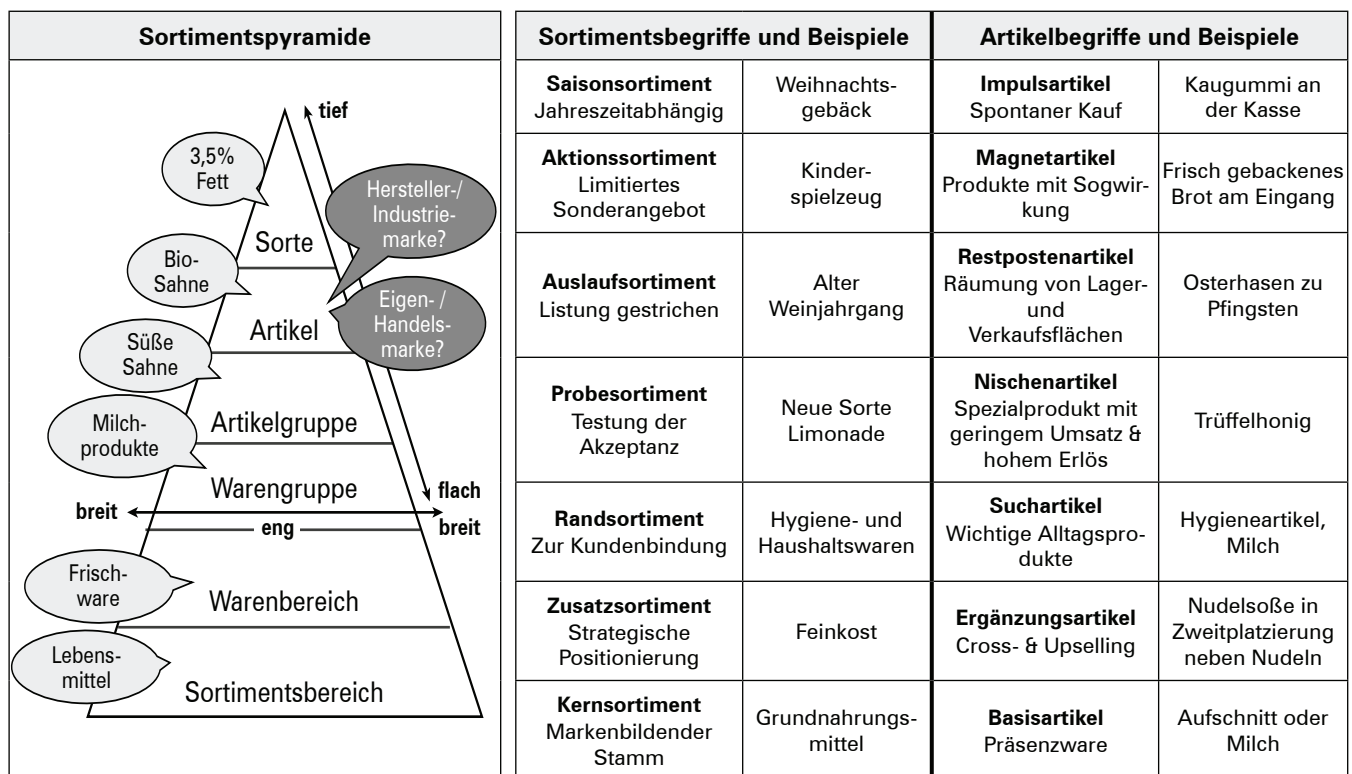 Sortimentspyramide
tief
3,5%
Fett
Hersteller-/
Industrie-
marke?
Sorte
Bio-
Sahne
Eigen- /
Handels-
marke?
Artikel
Süße
Sahne
Artikelgruppe
Milch-
produkte
Warengruppe
flach
breit
eng
breit
Frisch-
ware
Warenbereich
Lebens-
mittel
Sortimentsbereich
Sortimentsbegriffe und Beispiele
Artikelbegriffe und Beispiele
Saisonsortiment
Jahreszeitabhängig
Weihnachts-
gebäck
Impulsartikel
Spontaner Kauf
Kaugummi an
der Kasse
Aktionssortiment
Limitiertes
Sonderangebot
Kinder-
spielzeug
Magnetartikel
Produkte mit Sogwir-
kung
Frisch gebackenes
Brot am Eingang
Auslaufsortiment
Listung gestrichen
Alter
Weinjahrgang
Restpostenartikel
Räumung von Lager-
und
Verkaufsflächen
Osterhasen zu
Pfingsten
Probesortiment
Testung der
Akzeptanz
Neue Sorte
Limonade
Nischenartikel
Spezialprodukt mit
geringem Umsatz &
hohem Erlös
Trüffelhonig
Randsortiment
Zur Kundenbindung
Hygiene- und
Haushaltswaren
Suchartikel
Wichtige Alltagspro-
dukte
Hygieneartikel,
Milch
Zusatzsortiment
Strategische
Positionierung
Feinkost
Ergänzungsartikel
Cross- & Upselling
Nudelsoße in
Zweitplatzierung
neben Nudeln
Kernsortiment
Markenbildender
Stamm
Grundnahrungs-
mittel
Basisartikel
Präsenzware
Aufschnitt oder
Milch